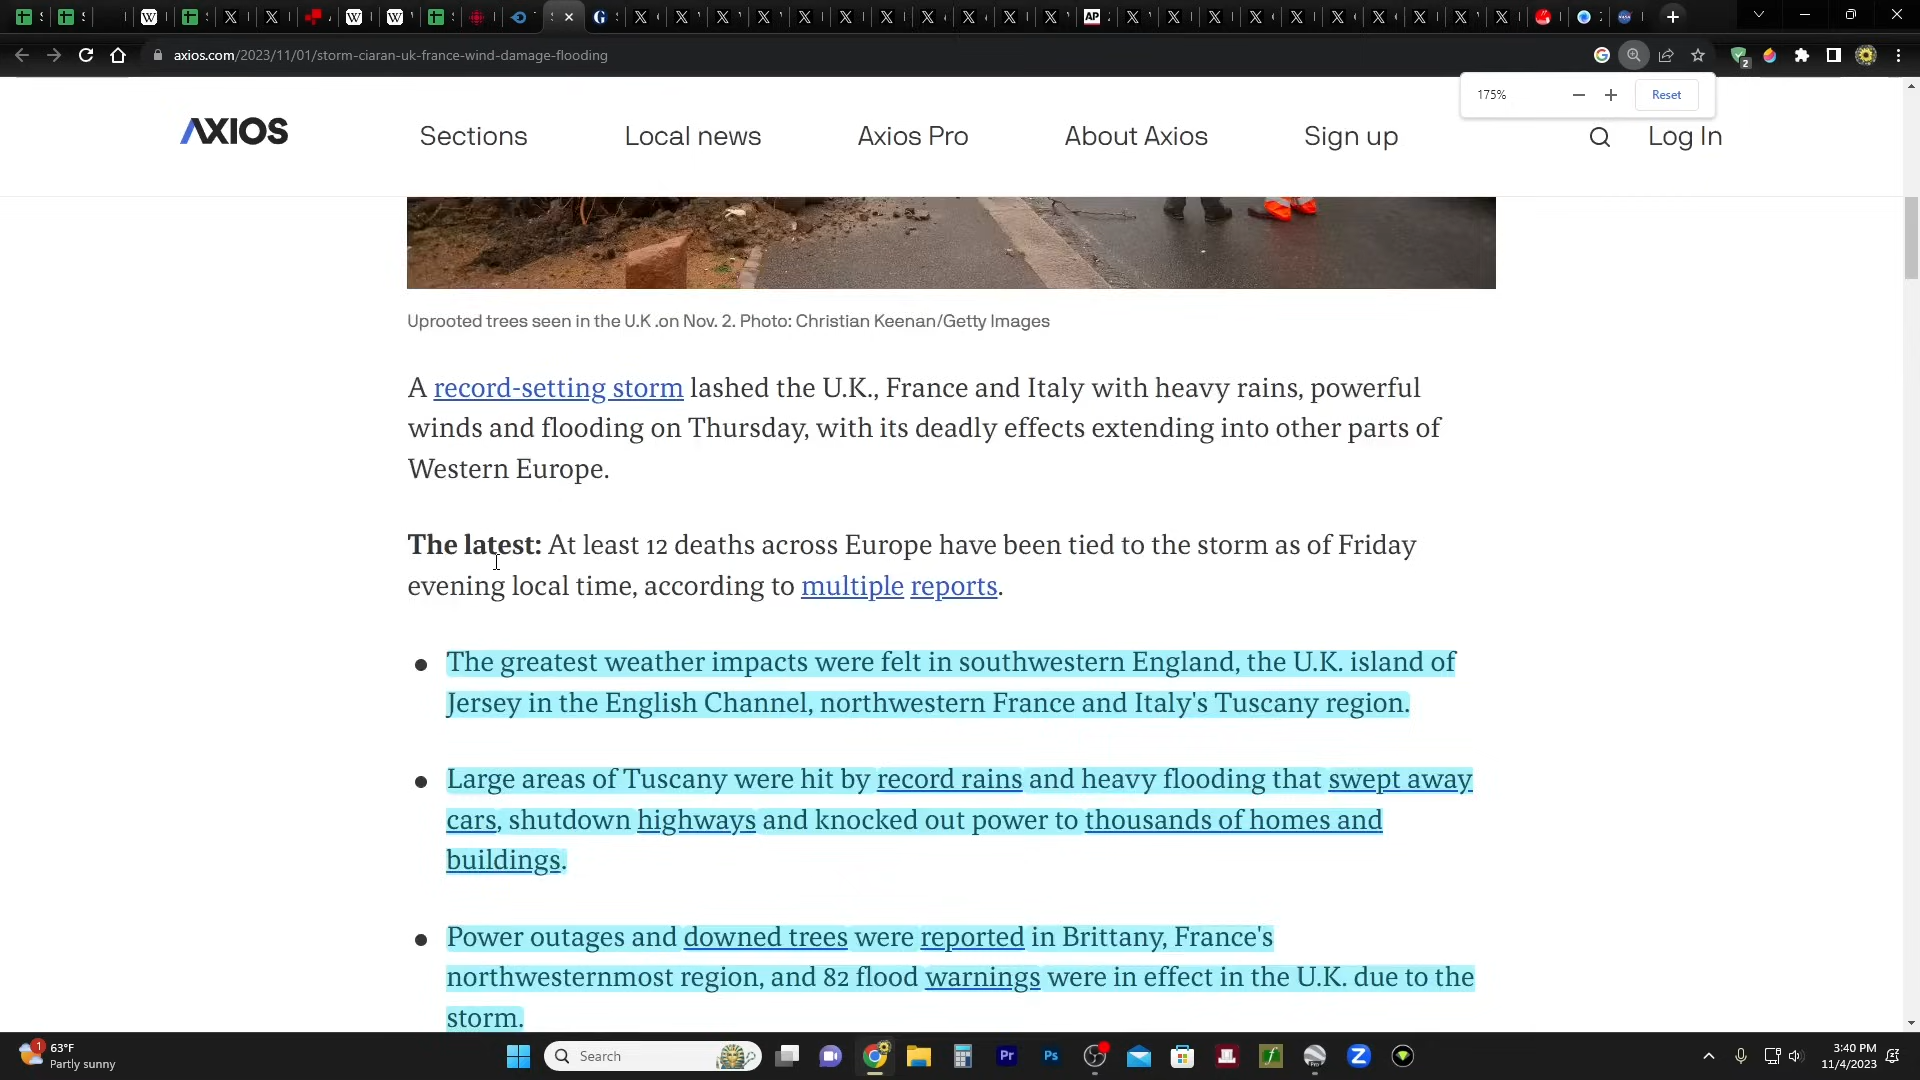 axios.com/2023/11/01/storm-ciaran-uk-france-wind-damage-flooding
2
175%
Reset
AXIOS
Sections
Local news
Axios Pro
About Axios
Sign up
Log In
Uprooted trees seen in the U.K .on Nov. 2. Photo: Christian Keenan/Getty Images
A record-setting storm lashed the U.K., France and Italy with heavy rains, powerful
winds and flooding on Thursday, with its deadly effects extending into other parts of
Western Europe.
The latest: At least 12 deaths across Europe have been tied to the storm as of Friday
evening local time, according to multiple reports.
The greatest weather impacts were felt in southwestern England, the U.K. island of
Jersey in the English Channel, northwestern France and Italy's Tuscany region.
Large areas of Tuscany were hit by record rains and heavy flooding that swept away
cars, shutdown highways and knocked out power to thousands of homes and
buildings.
Power outages and downed trees were reported in Brittany, France's
northwesternmost region, and 82 flood warnings were in effect in the U.K. due to the
storm.
1
63°F
Partly sunny
Search
Pr
Ps
3:40 PM
11/4/2023